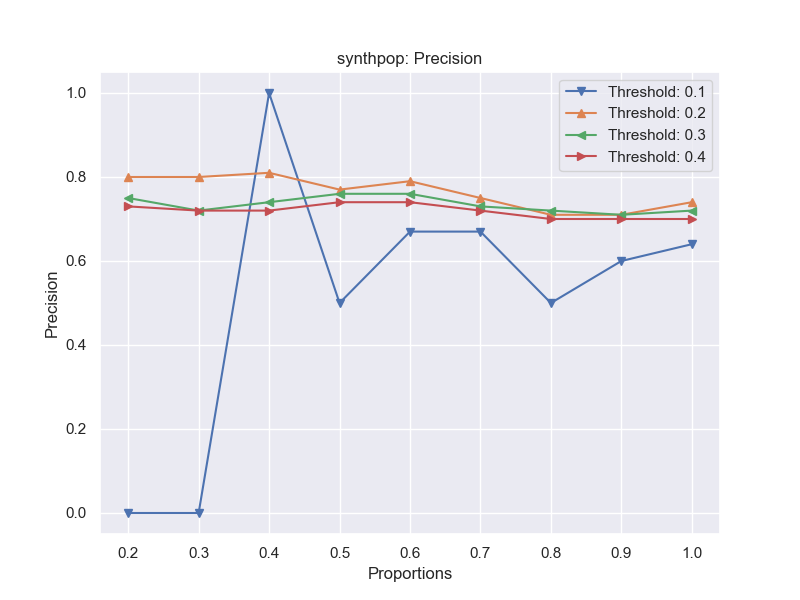 synthpop: Precision
Threshold: 0.1
Threshold: 0.2
Threshold: 0.3
Threshold: 0.4
Precision
1.0
0.8
0.6
0.4
0.2
0.0
0.2 0.3 0.4 0.5 0.6 0.7 0.8 0.9 1.0
Proportions